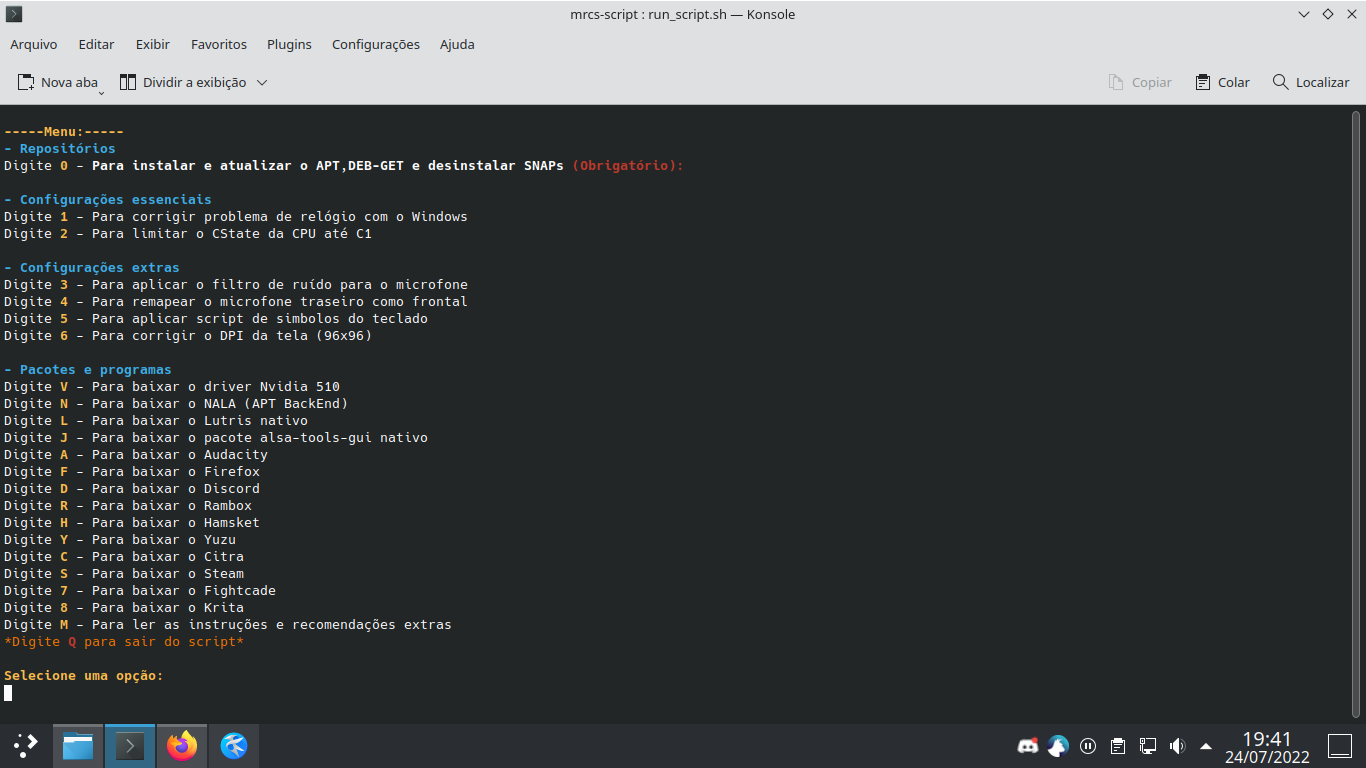 mrcs-script : run_script.sh — Konsole
Arquivo Editar Exibir Favoritos Plugins Configurações Ajuda
Nova aba Dividir a exibição Copiar Colar Localizar
-----Menu:-----
- Repositórios
Digite 0 - Para instalar e atualizar o APT,DEB-GET e desinstalar SNAPs (Obrigatório):
- Configurações essenciais
Digite 1 - Para corrigir problema de relógio com o Windows
Digite 2 - Para limitar o CState da CPU até C1
- Configurações extras
Digite 3 - Para aplicar o filtro de ruído para o microfone
Digite 4 - Para remapear o microfone traseiro como frontal
Digite 5 - Para aplicar script de simbolos do teclado
Digite 6 - Para corrigir o DPI da tela (96x96)
- Pacotes e programas
Digite V - Para baixar o driver Nvidia 510
Digite N - Para baixar o NALA (APT BackEnd)
Digite L - Para baixar o Lutris nativo
Digite J - Para baixar o pacote alsa-tools-gui nativo
Digite A - Para baixar o Audacity
Digite F - Para baixar o Firefox
Digite D - Para baixar o Discord
Digite R - Para baixar o Rambox
Digite H - Para baixar o Hamsket
Digite Y - Para baixar o Yuzu
Digite C - Para baixar o Citra
Digite S - Para baixar o Steam
Digite 7 - Para baixar o Fightcade
Digite 8 - Para baixar o Krita
Digite M - Para ler as instruções e recomendações extras
*Digite Q para sair do script*
Selecione uma opção:
19:41
24/07/2022